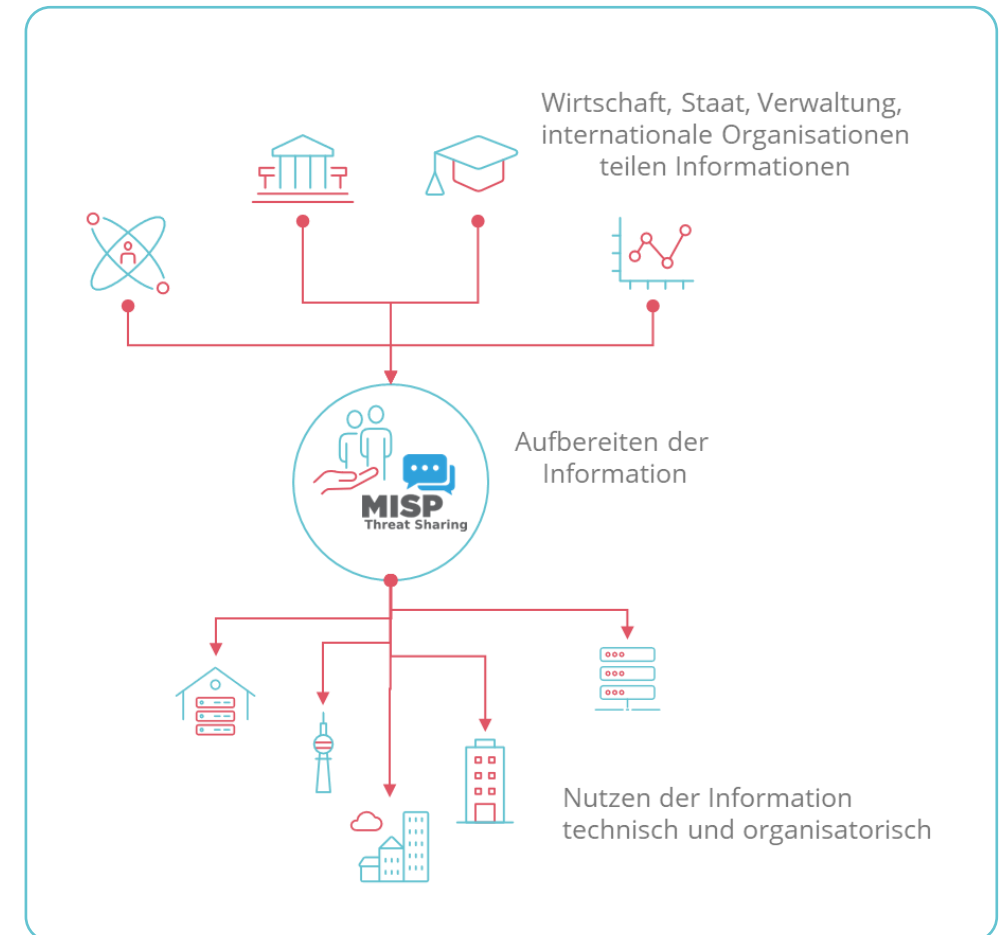 Wirtschaft, Staat, Verwaltung,
internationale Organisationen
teilen Informationen
Aufbereiten der
Information
MISP
Threat Sharing
Nutzen der Information
technisch und organisatorisch